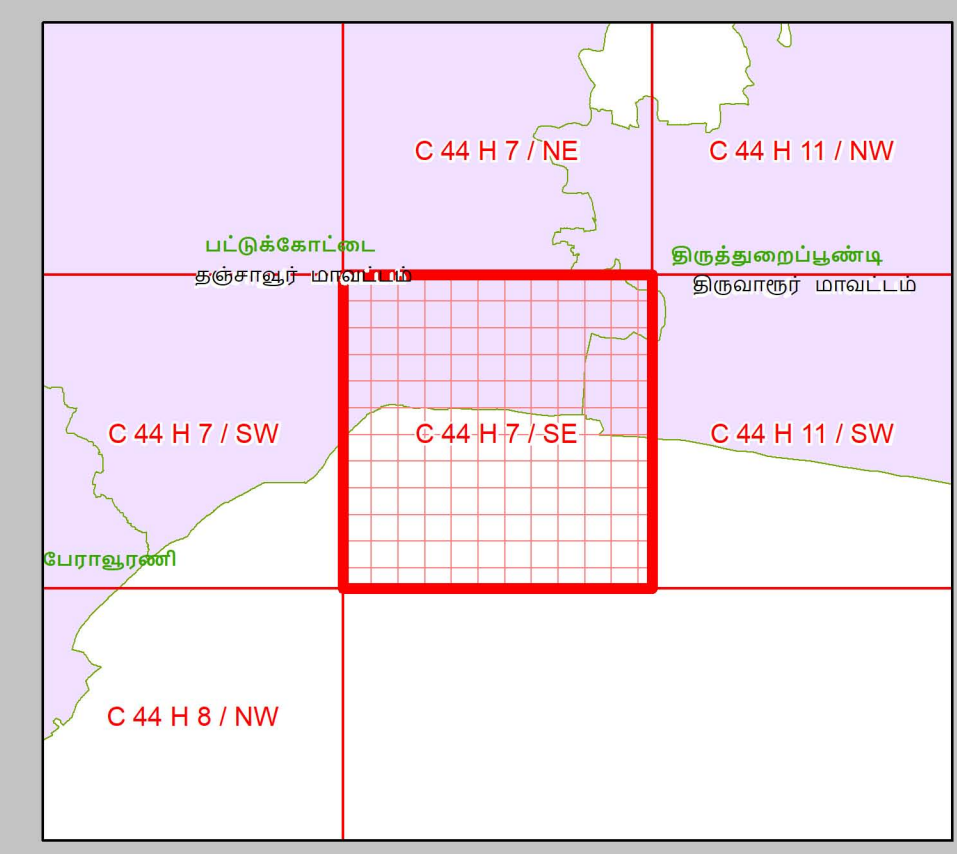 C 44 H 7 / NE
C 44 H 11 / NW
பட்டுக்கோட்டை
தஞ்சாவூர் மாவட்டம்
திருத்துறைப்பூண்டி
திருவாரூர் மாவட்டம்
C 44 H 7 / SW
C 44 H 7 / SE
C 44 H 11 / SW
பேராவூரணி
C 44 H 8 / NW